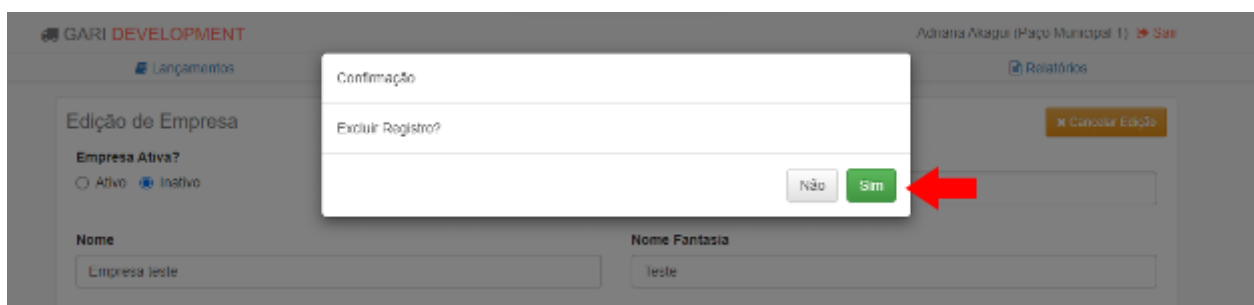 GARI DEVELOPMENT
Adriana Akagui (Paço Municipal 1) Sair
Lançamentos
Relatórios
Confirmação
Excluir Registro?
Não Sim
Edição de Empresa
Cancelar Edição
Empresa Ativa?
Ativo Inativo
Nome
Nome Fantasia
Empresa teste
Teste